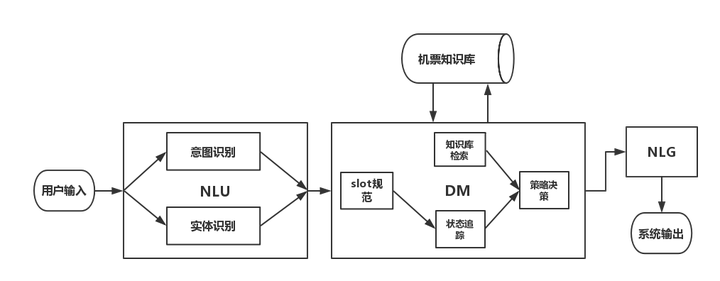 机票知识库
意图识别
知识库
检索
NLG
用户输入
NLU
slot规
范
DM
策略决
策
实体识别
状态追
踪
系统输出